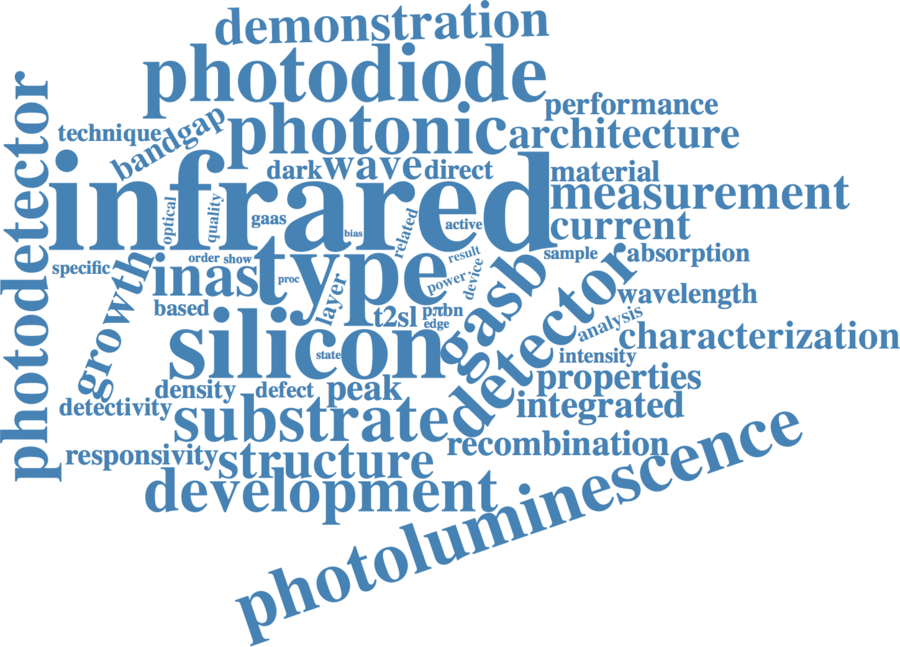 demonstration
photodiode
photodetector
performance
technique
bandgap
photonic
architecture
dark
wave
direct
material
infrared
measurement
optical
quality
gaas
bias
related
active
current
specific
growth
order
show
inas
type
proc
layer
result
power
device
sample
absorption
gasb
detector
wavelength
based
t2sl
edge
analysis
characterization
silicon
state
intensity
density
defect
peak
properties
detectivity
substrate
integrated
responsivity
structure
recombination
development
photoluminescence